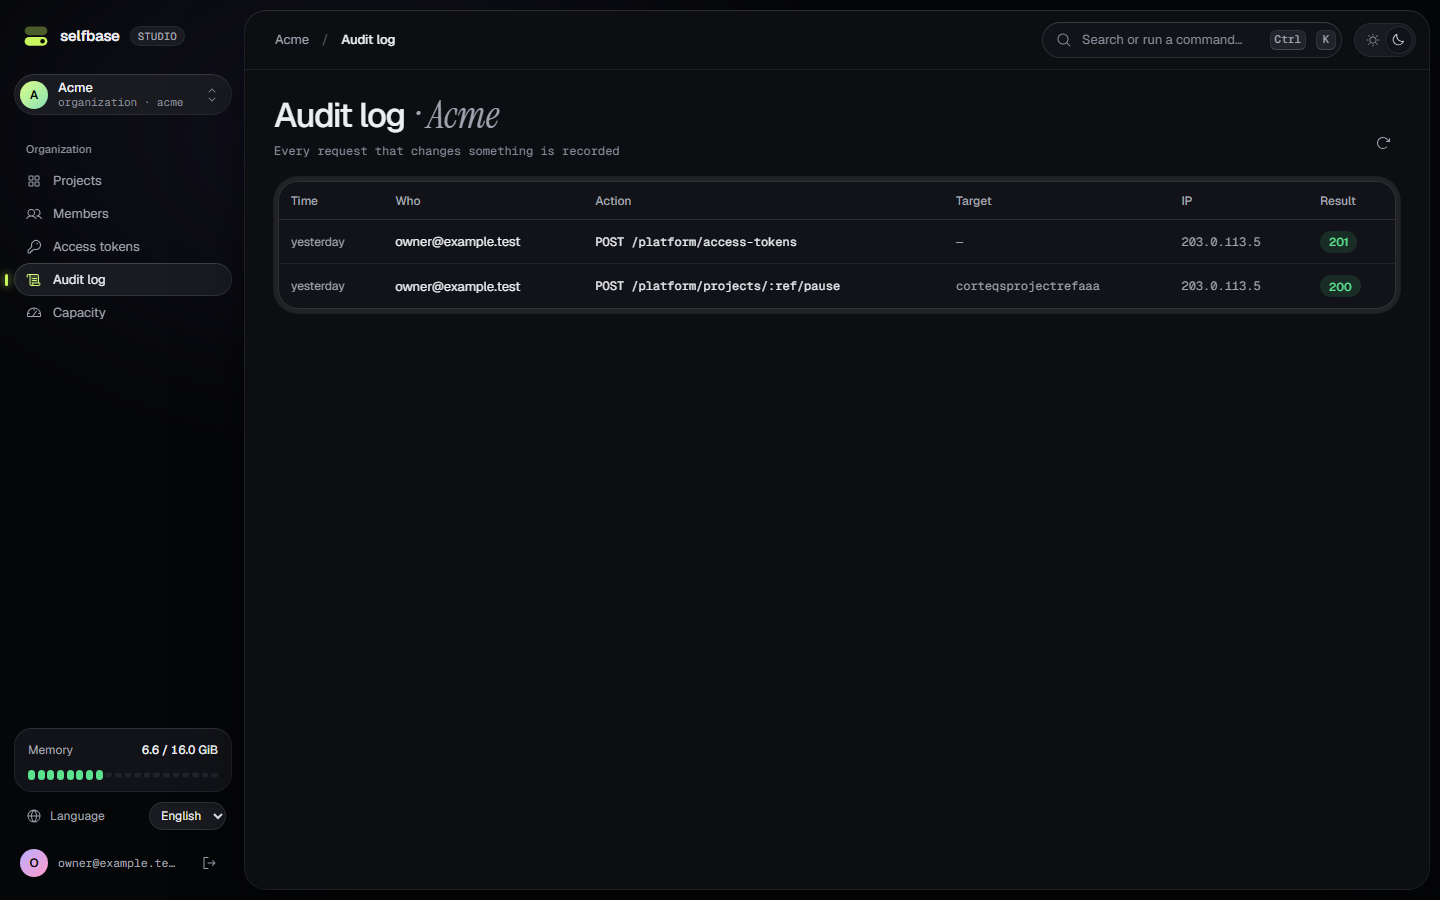 selfbase STUDIO
A Acme
organization · acme
Organization
Projects
Members
Access tokens
Audit log
Capacity
Memory 6.6 / 16.0 GiB
Language English
O owner@example.te…
Acme / Audit log
Search or run a command… Ctrl K
Audit log · Acme
Every request that changes something is recorded
Time Who Action Target IP Result
yesterday owner@example.test POST /platform/access-tokens – 203.0.113.5 201
yesterday owner@example.test POST /platform/projects/:ref/pause corteqsprojectrefaaa 203.0.113.5 200